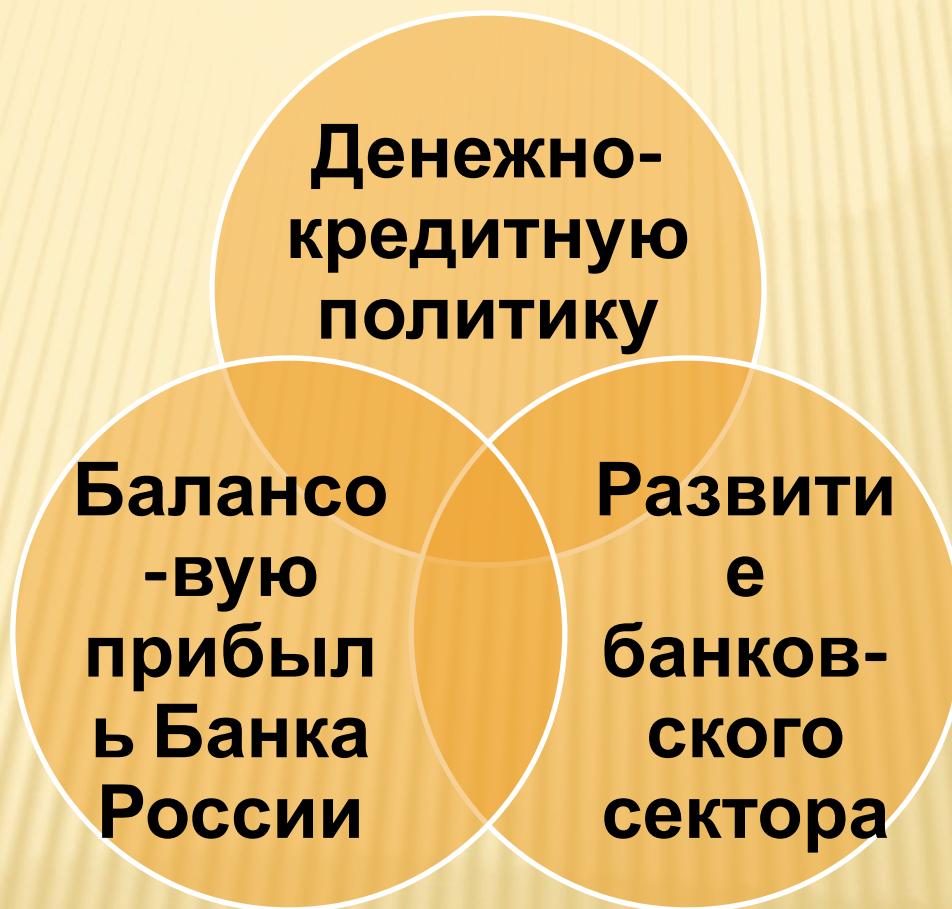 Денежно-
кредитную
политику
Балансо
-вую
прибыл
ь Банка
России
Развити
е
банков-
ского
сектора